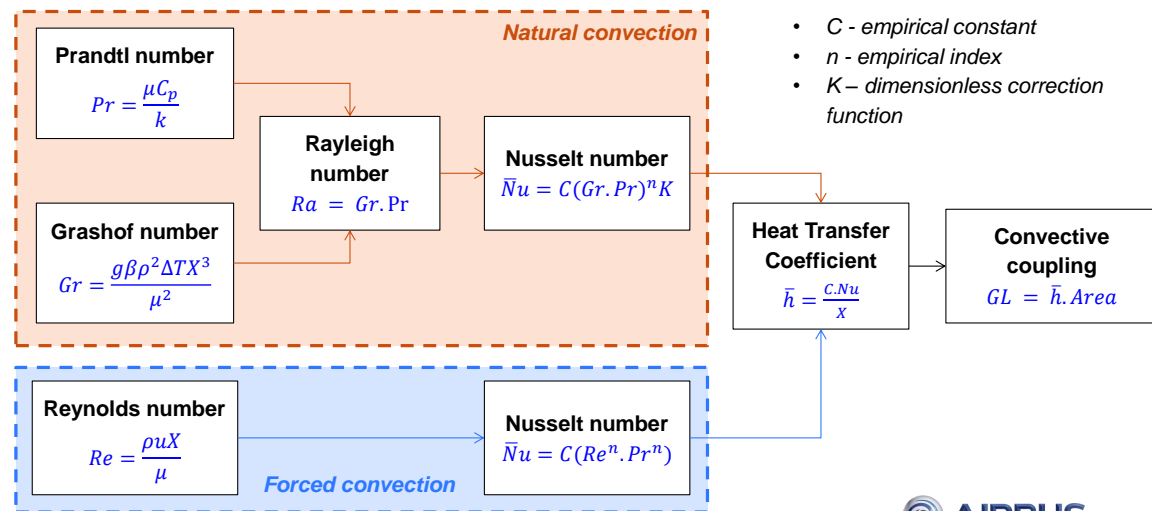 Natural convection
Prandtl number
Pr = μC_p / k
Rayleigh
number
Ra = Gr.Pr
Nusselt number
N̅u = C(Gr.Pr)^n K
Grashof number
Gr = gβρ²ΔTX³ / μ²
Heat Transfer
Coefficient
h̅ = C.Nu / X
Convective
coupling
GL = h̅.Area
Reynolds number
Re = ρuX / μ
Nusselt number
N̅u = C(Re^n.Pr^n)
Forced convection
• C - empirical constant
• n - empirical index
• K – dimensionless correction
function